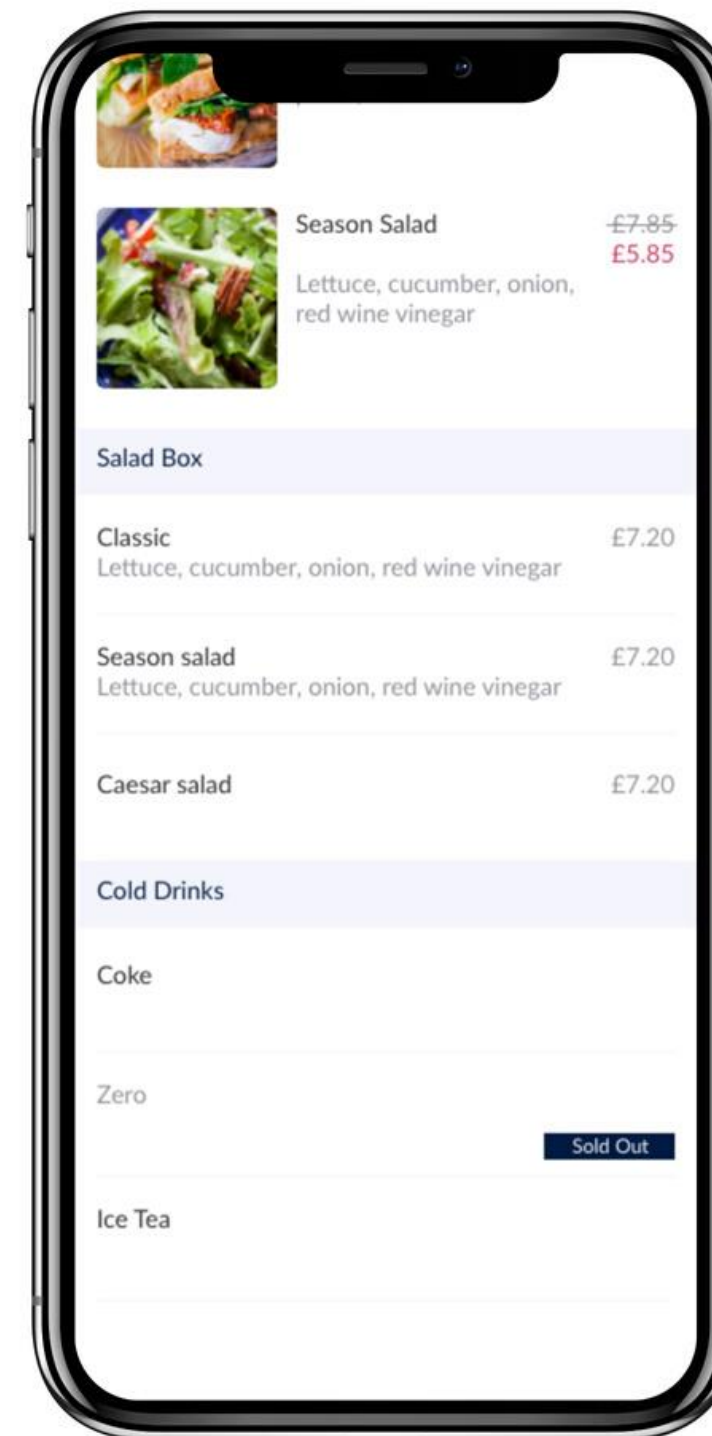 Season Salad
£7.85
£5.85
Lettuce, cucumber, onion,
red wine vinegar
Salad Box
Classic
£7.20
Lettuce, cucumber, onion, red wine vinegar
Season salad
£7.20
Lettuce, cucumber, onion, red wine vinegar
Caesar salad
£7.20
Cold Drinks
Coke
Zero
Sold Out
Ice Tea